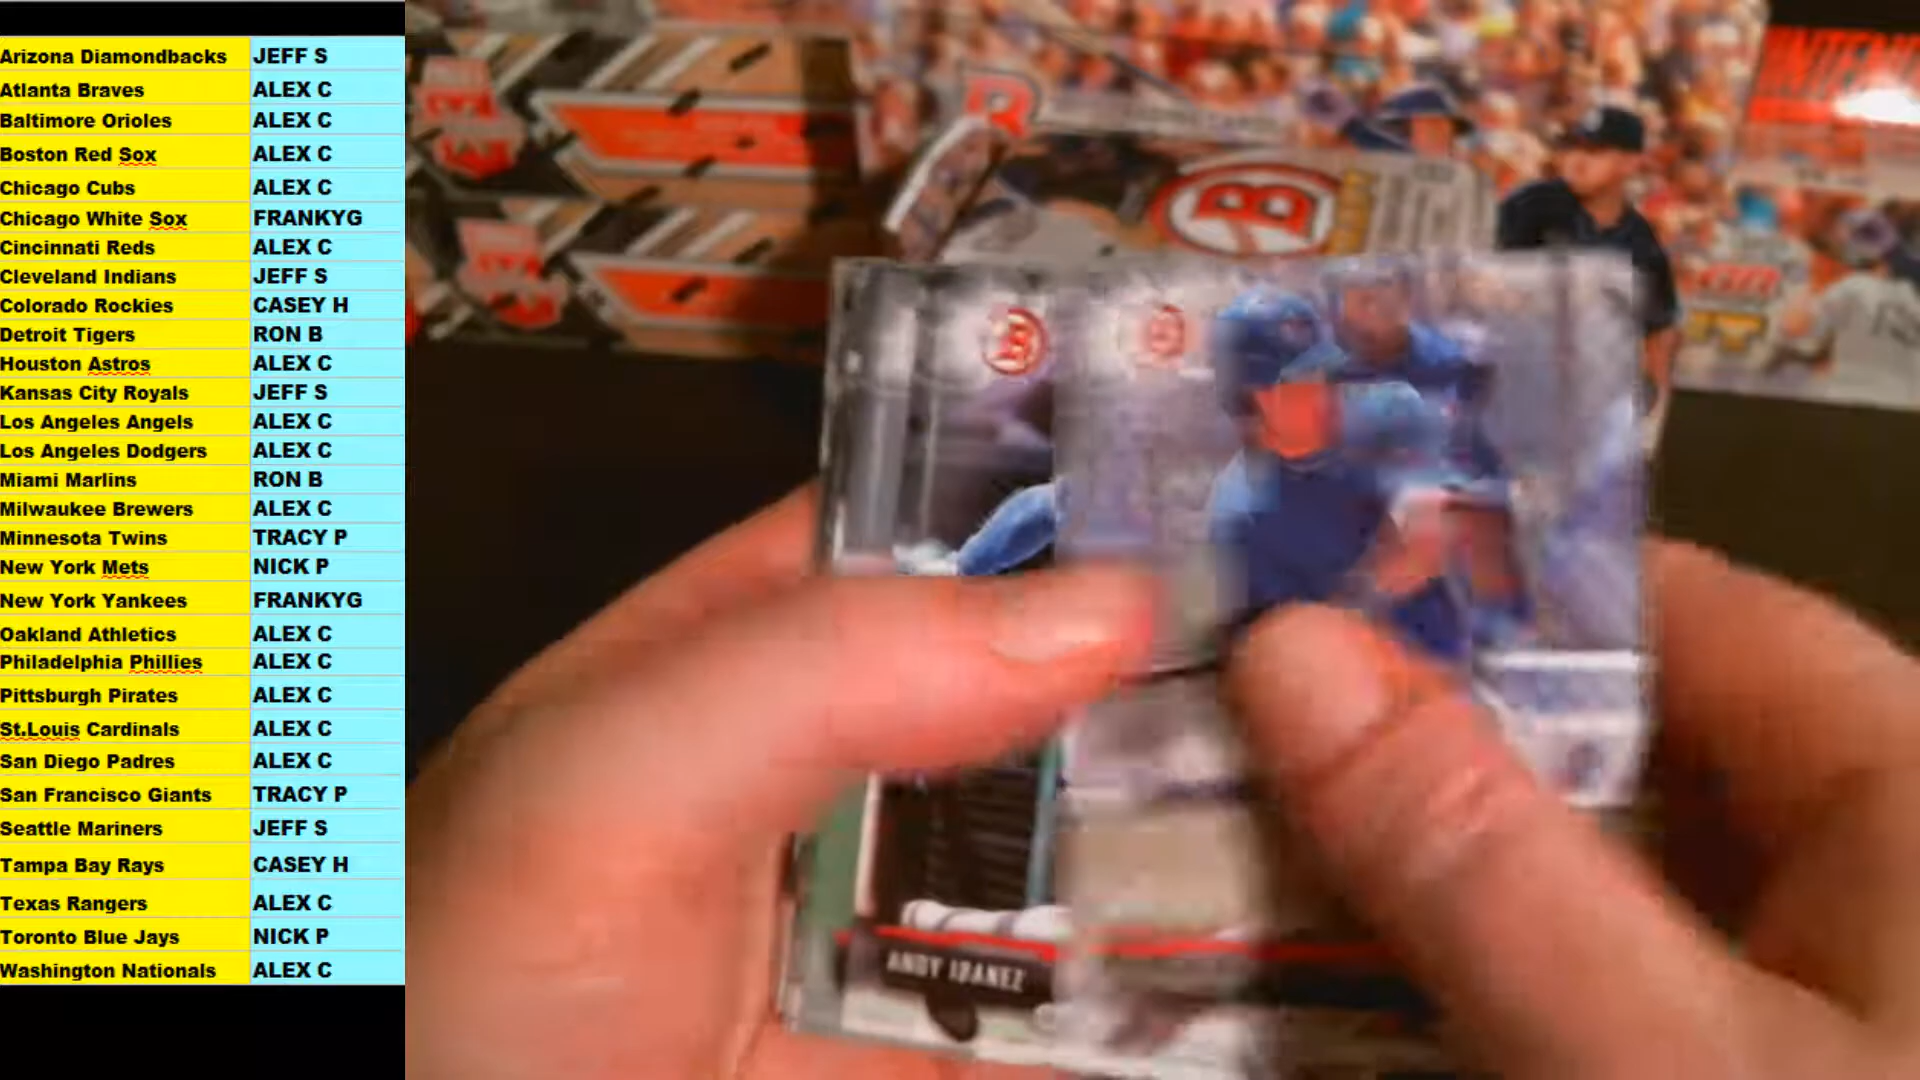 Arizona Diamondbacks JEFF S
Atlanta Braves ALEX C
Baltimore Orioles ALEX C
Boston Red Sox ALEX C
Chicago Cubs ALEX C
Chicago White Sox FRANKYG
Cincinnati Reds ALEX C
Cleveland Indians JEFF S
Colorado Rockies CASEY H
Detroit Tigers RON B
Houston Astros ALEX C
Kansas City Royals JEFF S
Los Angeles Angels ALEX C
Los Angeles Dodgers ALEX C
Miami Marlins RON B
Milwaukee Brewers ALEX C
Minnesota Twins TRACY P
New York Mets NICK P
New York Yankees FRANKYG
Oakland Athletics ALEX C
Philadelphia Phillies ALEX C
Pittsburgh Pirates ALEX C
St.Louis Cardinals ALEX C
San Diego Padres ALEX C
San Francisco Giants TRACY P
Seattle Mariners JEFF S
Tampa Bay Rays CASEY H
Texas Rangers ALEX C
Toronto Blue Jays NICK P
Washington Nationals ALEX C
B
B
B
ANDY IBANEZ